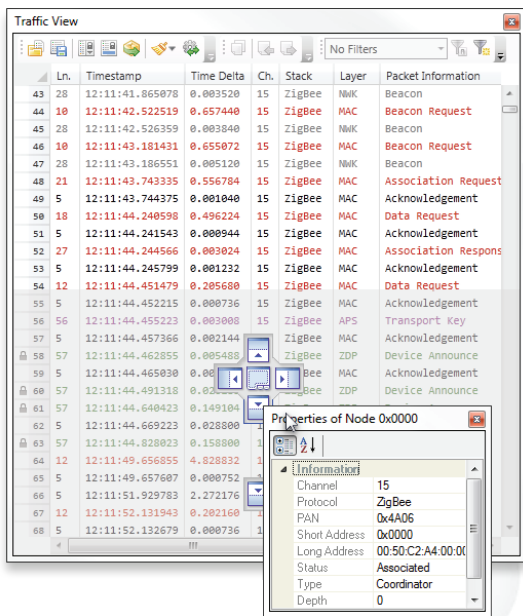 Traffic View
No Filters
Ln. Timestamp Time Delta Ch. Stack Layer Packet Information
43 28 12:11:41.865078 0.003520 15 ZigBee NWK Beacon
44 10 12:11:42.522519 0.657440 15 ZigBee MAC Beacon Request
45 28 12:11:42.526359 0.003840 15 ZigBee NWK Beacon
46 10 12:11:43.181431 0.655072 15 ZigBee MAC Beacon Request
47 28 12:11:43.186551 0.005120 15 ZigBee NWK Beacon
48 21 12:11:43.743335 0.556784 15 ZigBee MAC Association Request
49 5 12:11:43.744375 0.001040 15 ZigBee MAC Acknowledgement
50 18 12:11:44.240598 0.496224 15 ZigBee MAC Data Request
51 5 12:11:44.241543 0.000944 15 ZigBee MAC Acknowledgement
52 27 12:11:44.244566 0.003024 15 ZigBee MAC Association Respons
53 5 12:11:44.245799 0.001232 15 ZigBee MAC Acknowledgement
54 12 12:11:44.451479 0.205680 15 ZigBee MAC Data Request
55 5 12:11:44.452215 0.000736 15 ZigBee MAC Acknowledgement
56 56 12:11:44.455223 0.003008 15 ZigBee APS Transport Key
57 5 12:11:44.457366 0.002144 ZigBee MAC Acknowledgement
58 57 12:11:44.462855 0.005488 ZigBee ZDP Device Announce
59 5 12:11:44.465030 0.00 Bee MAC Acknowledgement
60 57 12:11:44.491318 Bee ZDP Device Announce
61 57 12:11:44.640423 0.149104
62 5 12:11:44.669223 0.028800 1
63 57 12:11:44.828023 0.158800 1
64 12 12:11:49.656855 4.828832 1
65 5 12:11:49.657607 0.000752
66 5 12:11:51.929783 2.272176
67 12 12:11:52.131943 0.202160 1
68 5 12:11:52.132679 0.000736 1
Properties of Node 0x0000
Information
Channel 15
Protocol ZigBee
PAN 0x4A06
Short Address 0x0000
Long Address 00:50:C2:A4:00:00
Status Associated
Type Coordinator
Depth 0